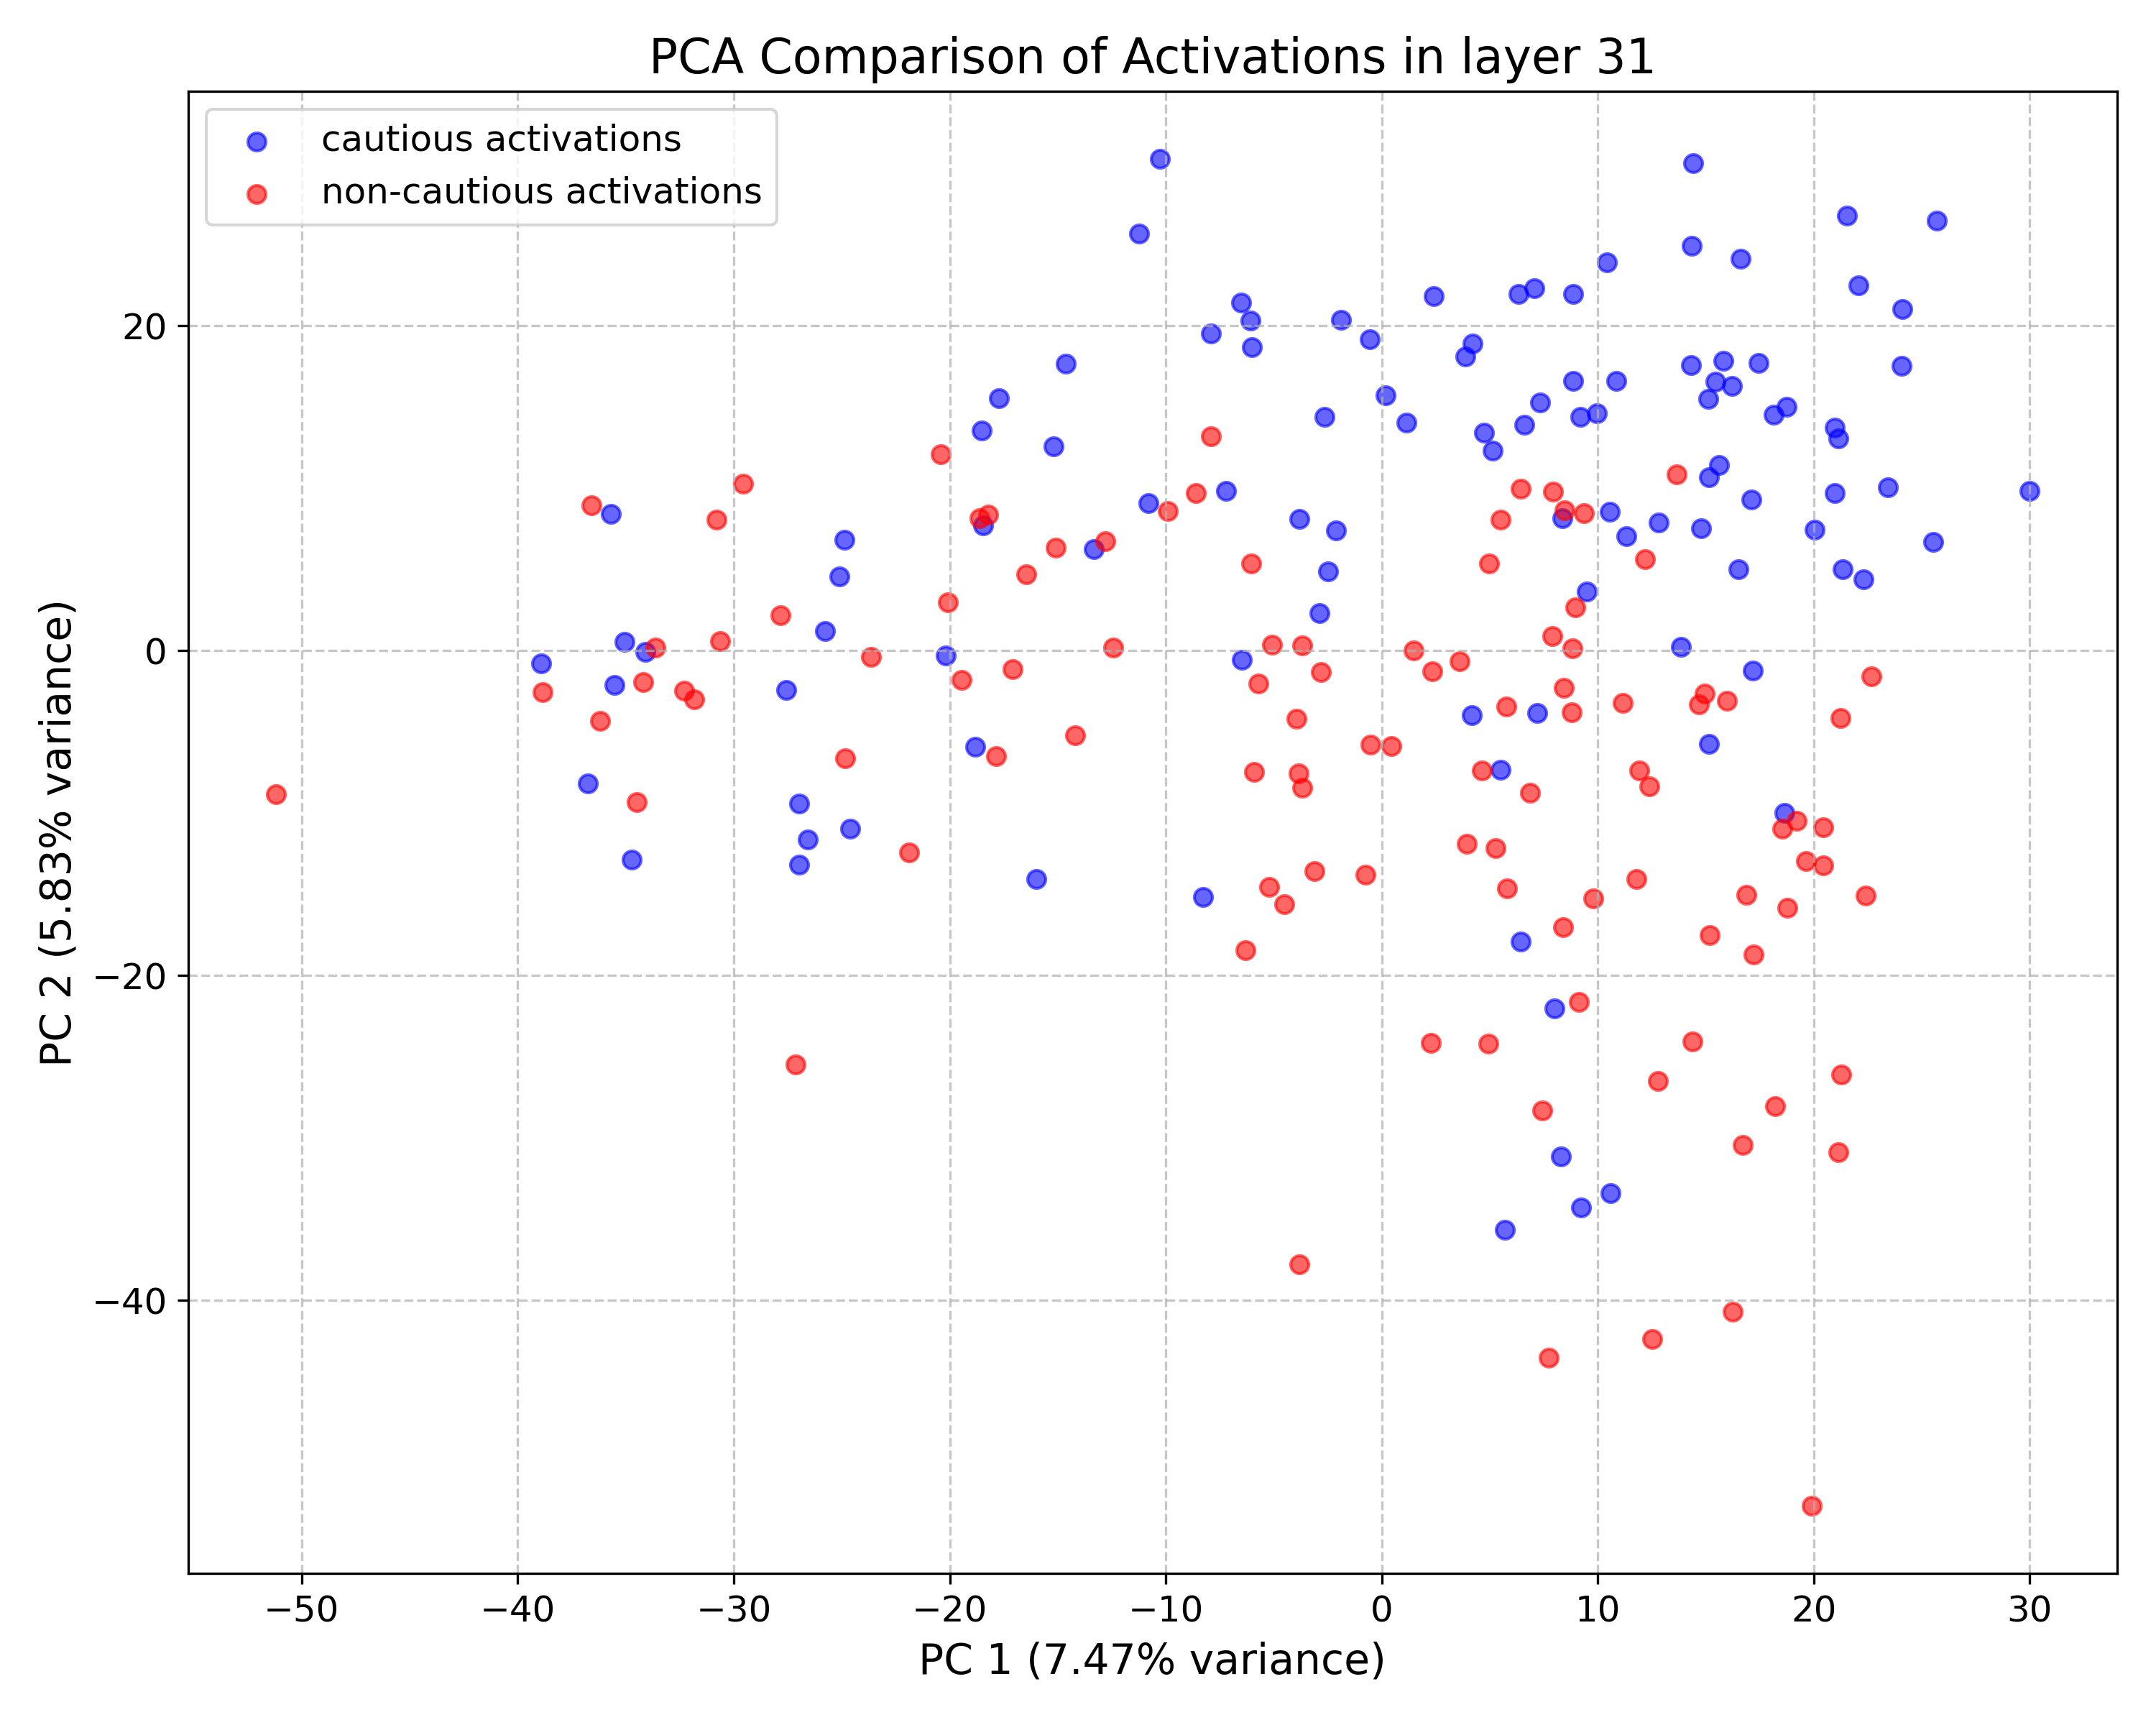 PCA Comparison of Activations in layer 31
cautious activations
non-cautious activations
PC 2 (5.83% variance)
20
0
−20
−40
−50
−40
−30
−20
−10
0
10
20
30
PC 1 (7.47% variance)